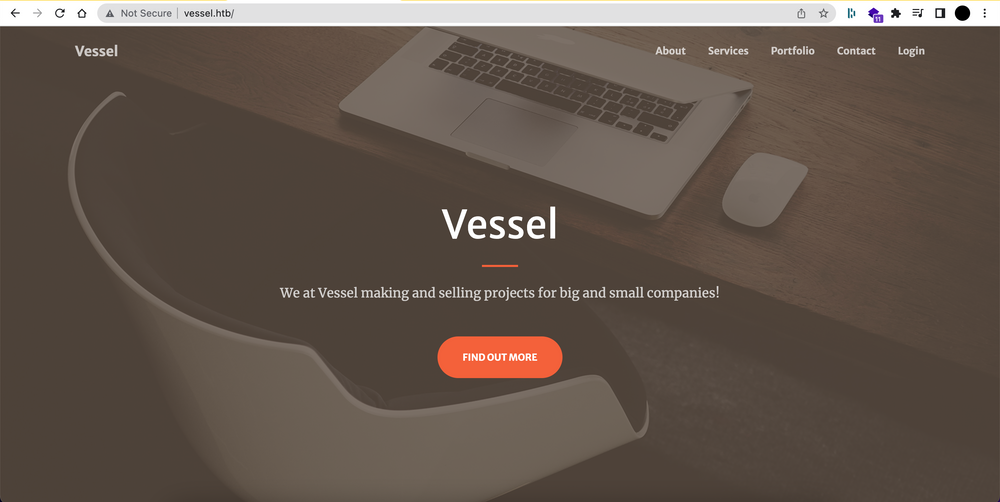 Not Secure | vessel.htb/
11
Vessel
About Services Portfolio Contact Login
Vessel
We at Vessel making and selling projects for big and small companies!
FIND OUT MORE